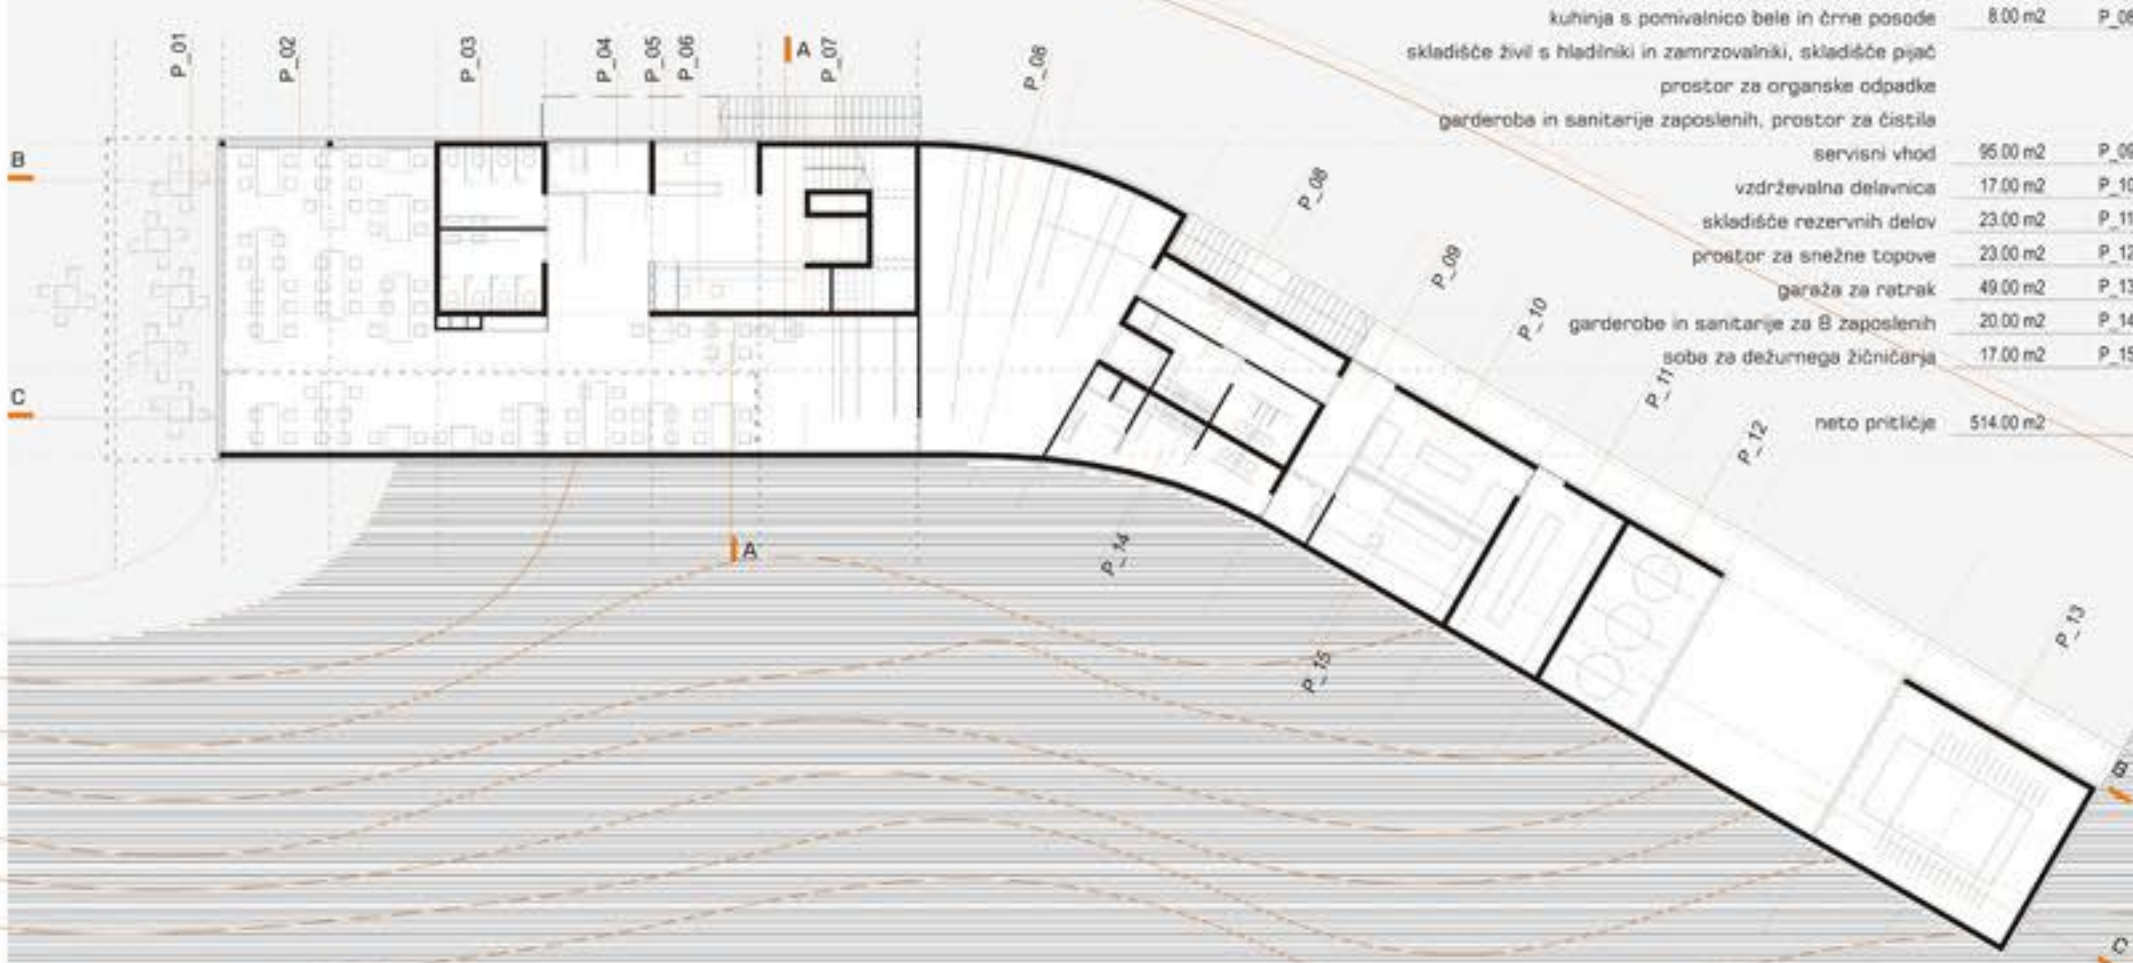 kuhinja s pomivalnico bele in črne posode 8.00 m2 P_08
skladišče živil s hladilniki in zamrzovalniki, skladišče pijač
prostor za organske odpadke
garderoba in sanitarije zaposlenih, prostor za čistila
servisni vhod 95.00 m2 P_09
vzdrževalna delavnica 17.00 m2 P_10
skladišče rezervnih delov 23.00 m2 P_11
prostor za snežne topove 23.00 m2 P_12
garaža za ratrak 49.00 m2 P_13
garderobe in sanitarije za 8 zaposlenih 20.00 m2 P_14
soba za dežurnega žičničarja 17.00 m2 P_15
neto pritličje 514.00 m2
P_01
P_02
P_03
P_04
P_05
P_06
A
P_07
P_08
P_08
P_09
P_10
P_11
P_12
P_13
B
C
A
P_14
P_15
B
C